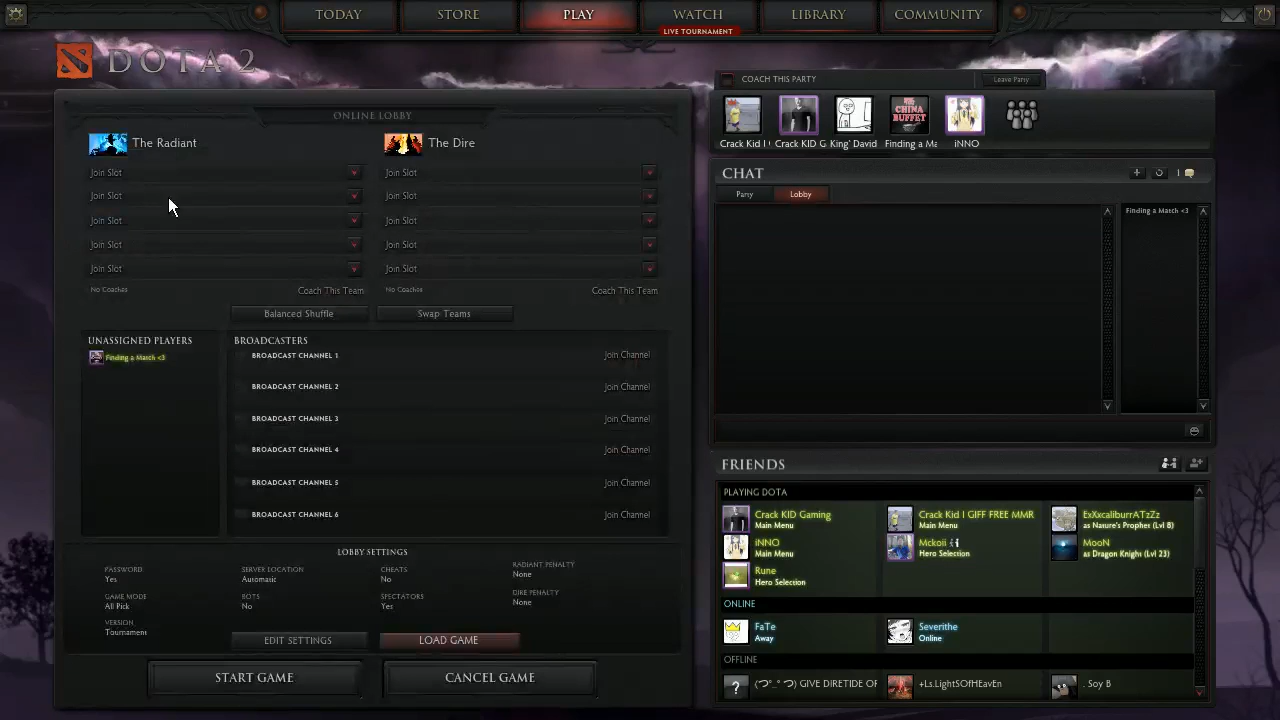 TODAY
STORE
PLAY
WATCH
LIVE TOURNAMENT
LIBRARY
COMMUNITY
DOTA 2
COACH THIS PARTY
Leave Party
Crack Kid I
Crack KID G
King' David
Finding a Ma
iNNO
ONLINE LOBBY
The Radiant
The Dire
Join Slot
Join Slot
Join Slot
Join Slot
Join Slot
Join Slot
Join Slot
Join Slot
Join Slot
Join Slot
No Coaches
Coach This Team
No Coaches
Coach This Team
Balanced Shuffle
Swap Teams
UNASSIGNED PLAYERS
Finding a Match <3
BROADCASTERS
BROADCAST CHANNEL 1
Join Channel
BROADCAST CHANNEL 2
Join Channel
BROADCAST CHANNEL 3
Join Channel
BROADCAST CHANNEL 4
Join Channel
BROADCAST CHANNEL 5
Join Channel
BROADCAST CHANNEL 6
Join Channel
LOBBY SETTINGS
PASSWORD
Yes
SERVER LOCATION
Automatic
CHEATS
No
RADIANT PENALTY
None
GAME MODE
All Pick
BOTS
No
SPECTATORS
Yes
DIRE PENALTY
None
VERSION
Tournament
EDIT SETTINGS
LOAD GAME
START GAME
CANCEL GAME
CHAT
1
Party
Lobby
Finding a Match <3
FRIENDS
PLAYING DOTA
Crack KID Gaming
Main Menu
Crack Kid I GIFF FREE MMR
Main Menu
ExXxcaliburrATzZz
as Nature's Prophet (Lvl 8)
iNNO
Main Menu
Mckoii
Hero Selection
MooN
as Dragon Knight (Lvl 23)
Rune
Hero Selection
ONLINE
FaTe
Away
Severithe
Online
OFFLINE
GIVE DIRETIDE OF
+Ls.LightSOfHEavEn
. Soy B